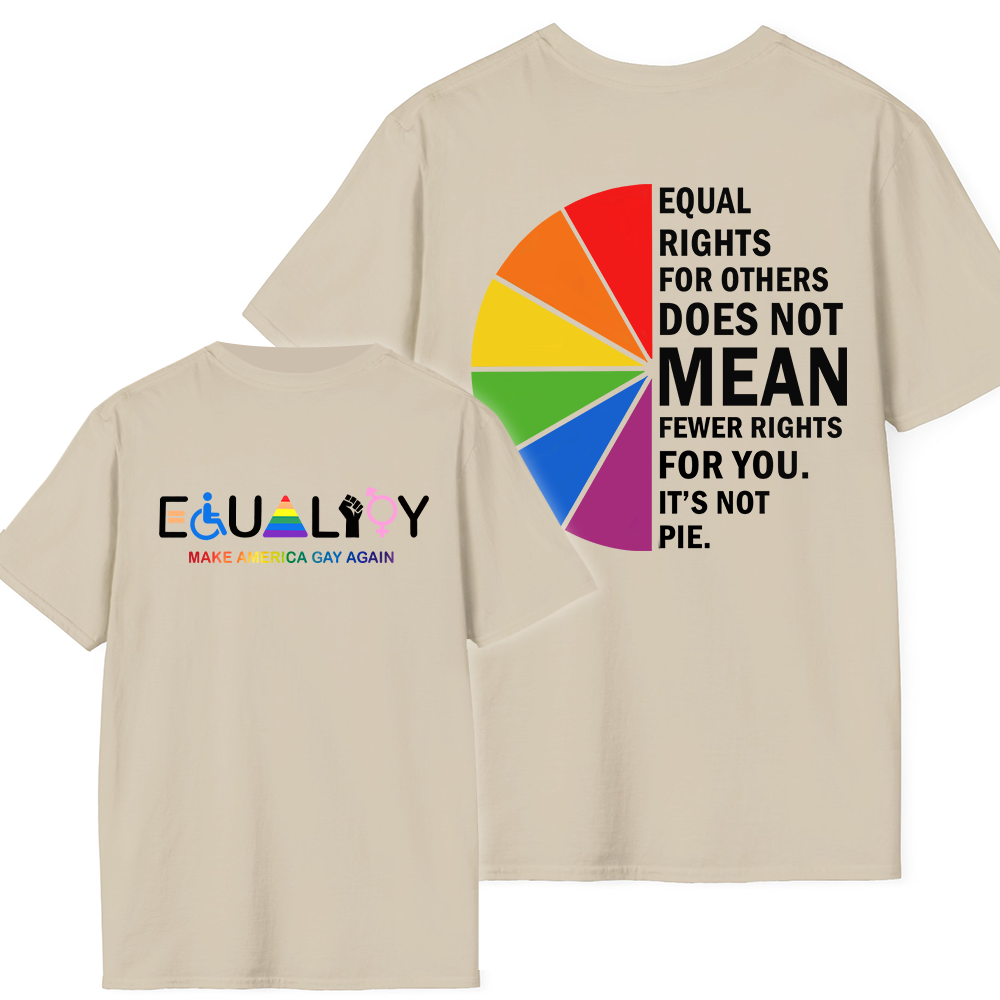 EQUAL
RIGHTS
FOR OTHERS
DOES NOT
MEAN
FEWER RIGHTS
FOR YOU.
IT'S NOT
PIE.
EQUALITY
MAKE AMERICA GAY AGAIN